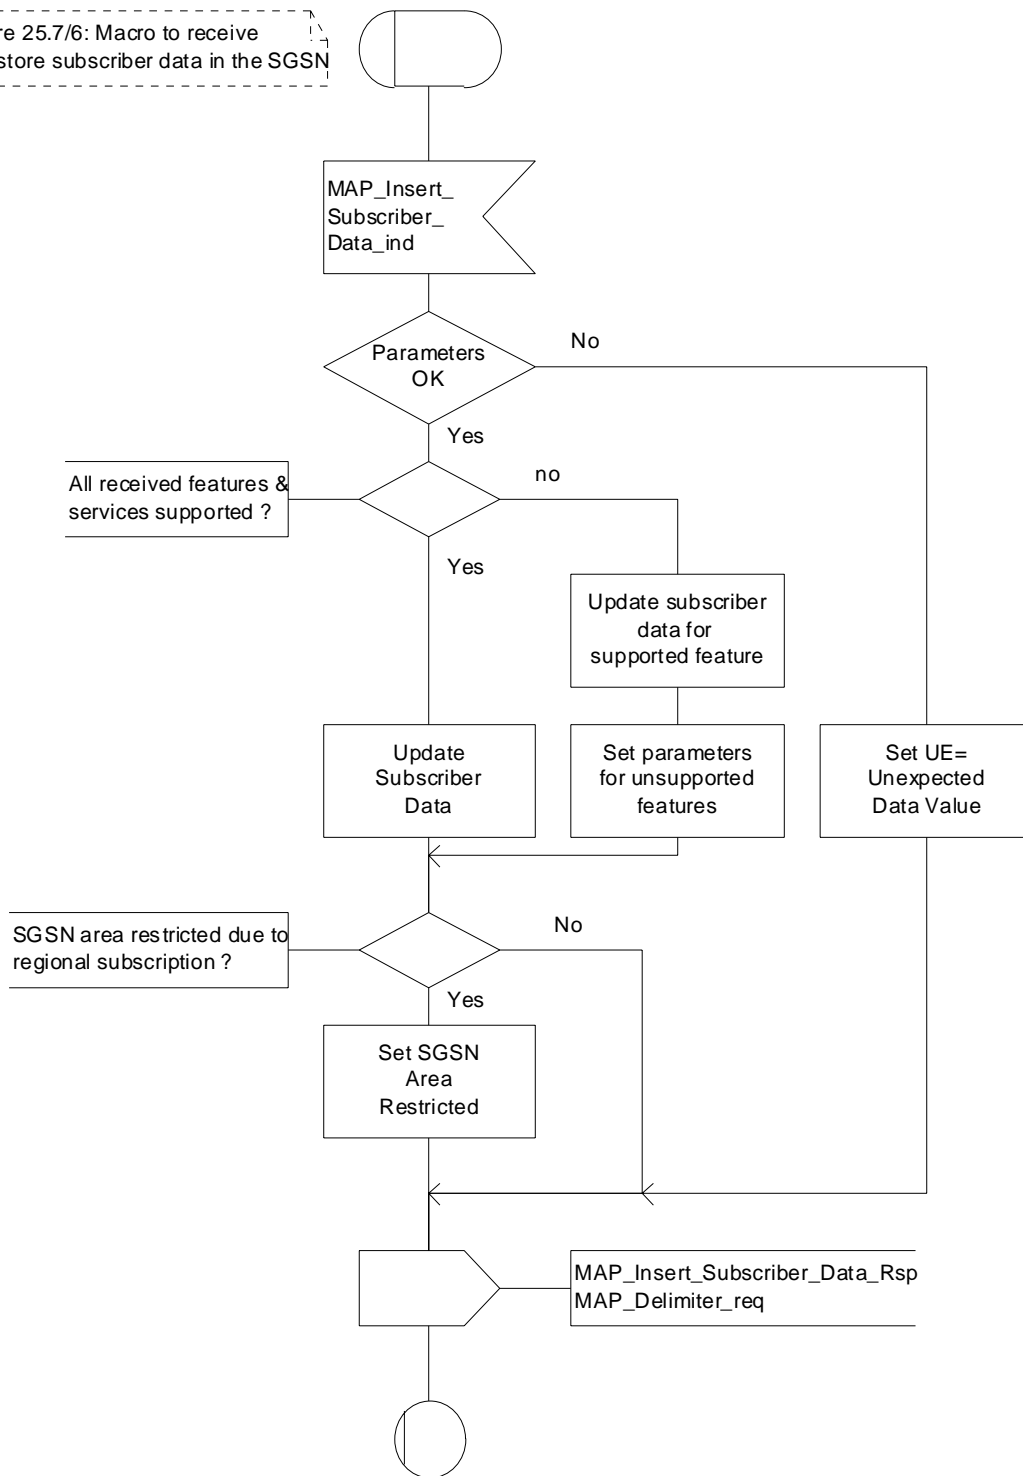 re 25.7/6: Macro to receive
store subscriber data in the SGSN
MAP_Insert_
Subscriber_
Data_ind
Parameters
OK
No
Yes
All received features &
services supported ?
no
Yes
Update subscriber
data for
supported feature
Update
Subscriber
Data
Set parameters
for unsupported
features
Set UE=
Unexpected
Data Value
SGSN area restricted due to
regional subscription ?
No
Yes
Set SGSN
Area
Restricted
MAP_Insert_Subscriber_Data_Rsp
MAP_Delimiter_req